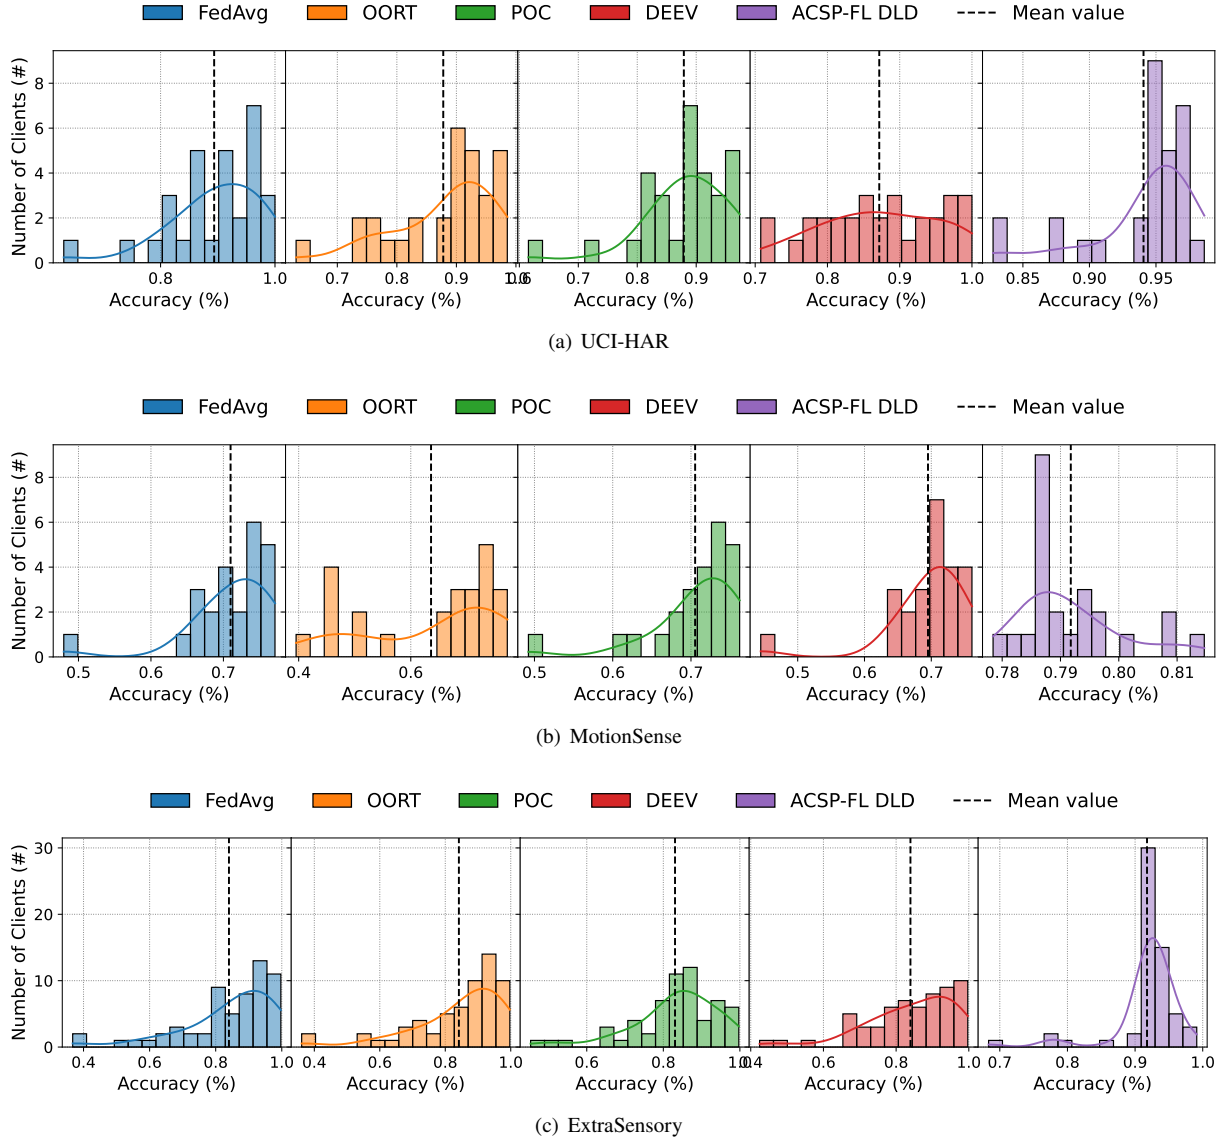 FedAvg OORT POC DEEV ACSP-FL DLD Mean value
Number of Clients (#)
8
6
4
2
0
0.8 1.0 0.7 0.8 0.9 1.0 0.6 0.8 0.9 0.7 0.8 0.9 1.0 0.85 0.90 0.95
Accuracy (%) Accuracy (%) Accuracy (%) Accuracy (%) Accuracy (%)
(a) UCI-HAR
FedAvg OORT POC DEEV ACSP-FL DLD Mean value
Number of Clients (#)
8
6
4
2
0
0.5 0.6 0.7 0.4 0.6 0.5 0.6 0.7 0.5 0.6 0.7 0.78 0.79 0.80 0.81
Accuracy (%) Accuracy (%) Accuracy (%) Accuracy (%) Accuracy (%)
(b) MotionSense
FedAvg OORT POC DEEV ACSP-FL DLD Mean value
Number of Clients (#)
30
20
10
0
0.4 0.6 0.8 1.0 0.4 0.6 0.8 1.0 0.6 0.8 1.0 0.4 0.6 0.8 1.0 0.7 0.8 0.9 1.0
Accuracy (%) Accuracy (%) Accuracy (%) Accuracy (%) Accuracy (%)
(c) ExtraSensory